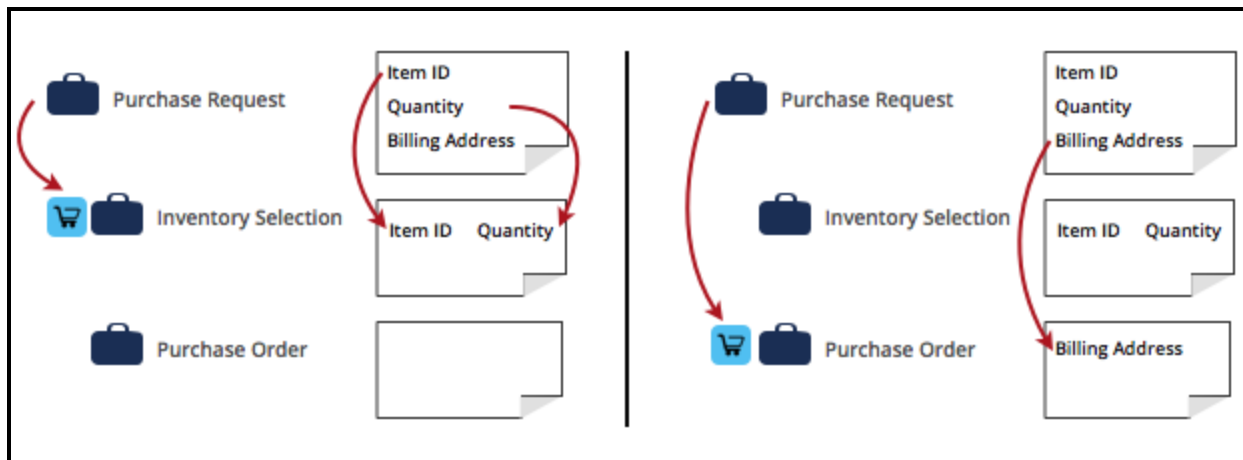 Purchase Request
Item ID
Quantity
Billing Address
Inventory Selection
Item ID Quantity
Purchase Order
Purchase Request
Item ID
Quantity
Billing Address
Inventory Selection
Item ID Quantity
Purchase Order
Billing Address